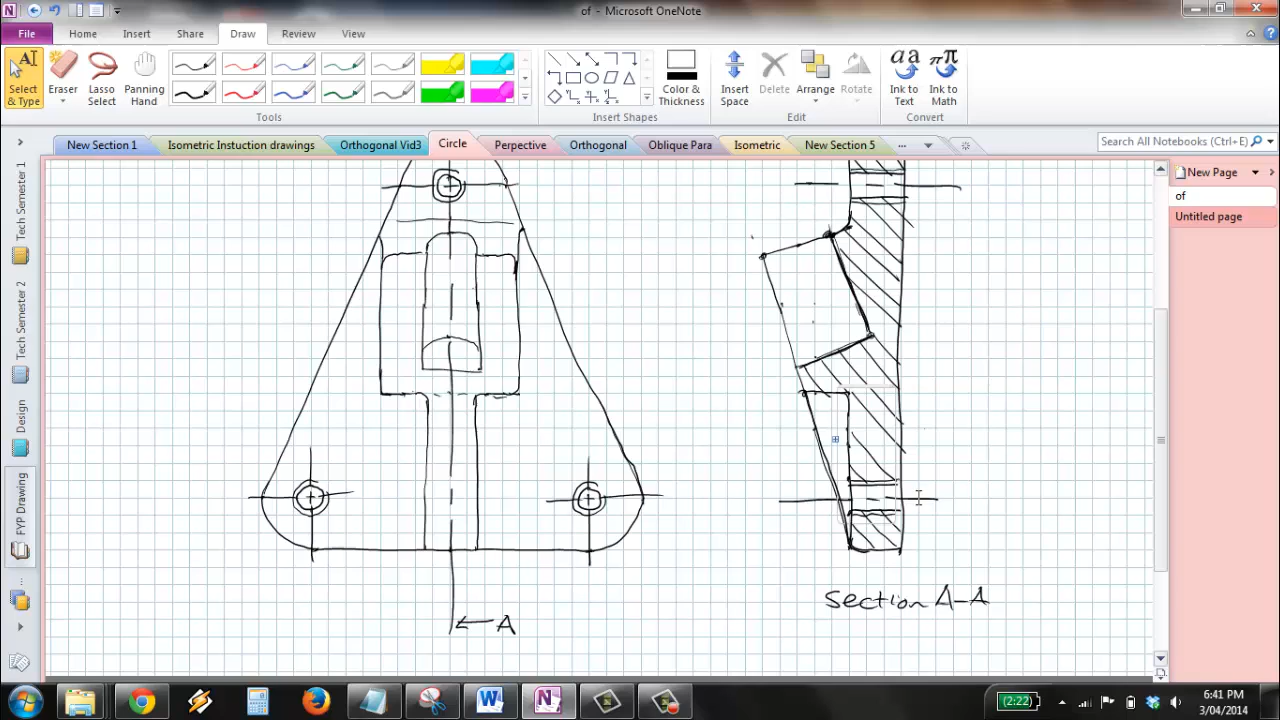 of - Microsoft OneNote
File Home Insert Share Draw Review View
Select & Type
Eraser
Lasso Select
Panning Hand
Color & Thickness
Insert Space
Delete
Arrange
Rotate
Ink to Text
Ink to Math
Tools
Insert Shapes
Edit
Convert
New Section 1 Isometric Instuction drawings Orthogonal Vid3 Circle Perspective Orthogonal Oblique Para Isometric New Section 5 ...
Search All Notebooks (Ctrl+E)
New Page
of
Untitled page
Tech Semester 1
Tech Semester 2
Design
FYP Drawing
Section A-A
A
(2:22)
6:41 PM
3/04/2014